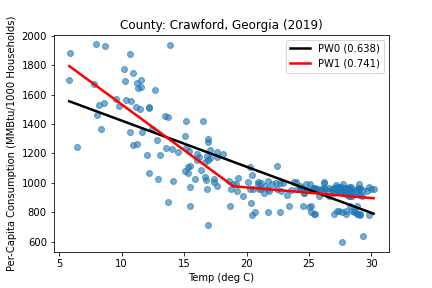 County: Crawford, Georgia (2019)
Per-Capita Consumption (MMBtu/1000 Households)
2000
1800
1600
1400
1200
1000
800
600
PW0 (0.638)
PW1 (0.741)
5
10
15
20
25
30
Temp (deg C)